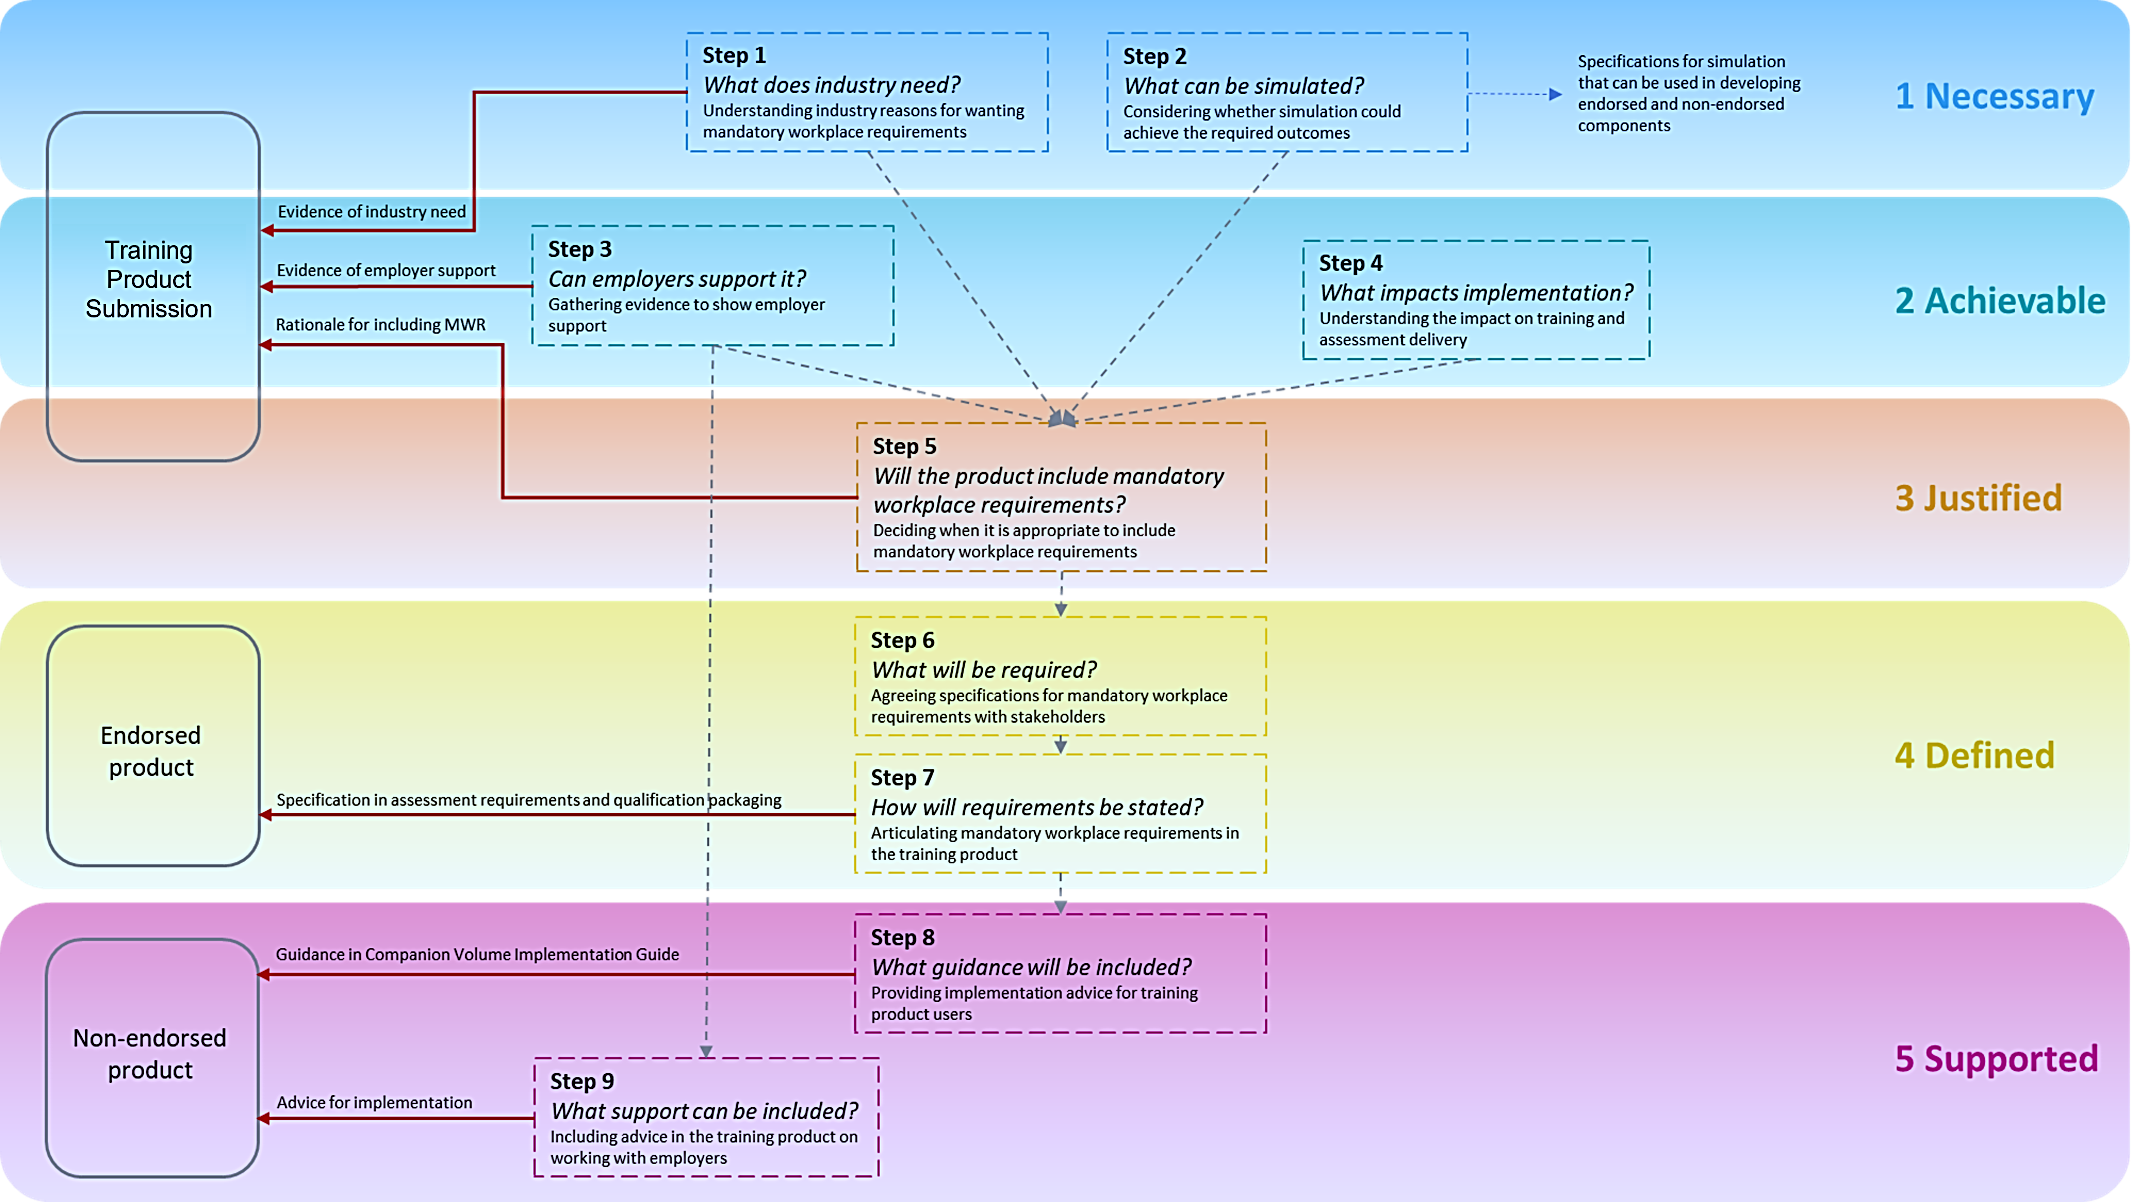 Step 1
What does industry need?
Understanding industry reasons for wanting
mandatory workplace requirements
Step 2
What can be simulated?
Considering whether simulation could
achieve the required outcomes
Specifications for simulation
that can be used in developing
endorsed and non-endorsed
components
1 Necessary
Training
Product
Submission
Evidence of industry need
Evidence of employer support
Rationale for including MWR
Step 3
Can employers support it?
Gathering evidence to show employer
support
Step 4
What impacts implementation?
Understanding the impact on training and
assessment delivery
2 Achievable
Step 5
Will the product include mandatory
workplace requirements?
Deciding when it is appropriate to include
mandatory workplace requirements
3 Justified
Endorsed
product
Step 6
What will be required?
Agreeing specifications for mandatory workplace
requirements with stakeholders
Specification in assessment requirements and qualification packaging
Step 7
How will requirements be stated?
Articulating mandatory workplace requirements in
the training product
4 Defined
Non-endorsed
product
Guidance in Companion Volume Implementation Guide
Step 8
What guidance will be included?
Providing implementation advice for training
product users
Advice for implementation
Step 9
What support can be included?
Including advice in the training product on
working with employers
5 Supported